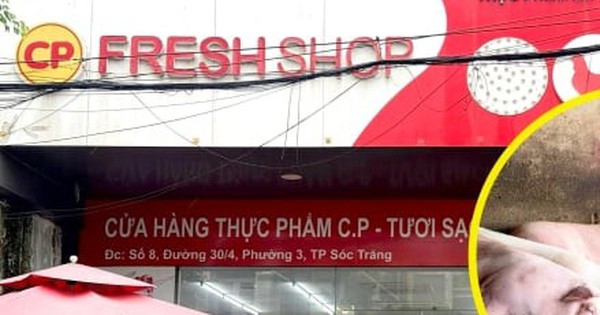 CP FRESH SHOP
CỬA HÀNG THỰC PHẨM C.P - TƯƠI
Đc: Số 8, Đường 30/4, Phường 3, TP Sóc Trăng